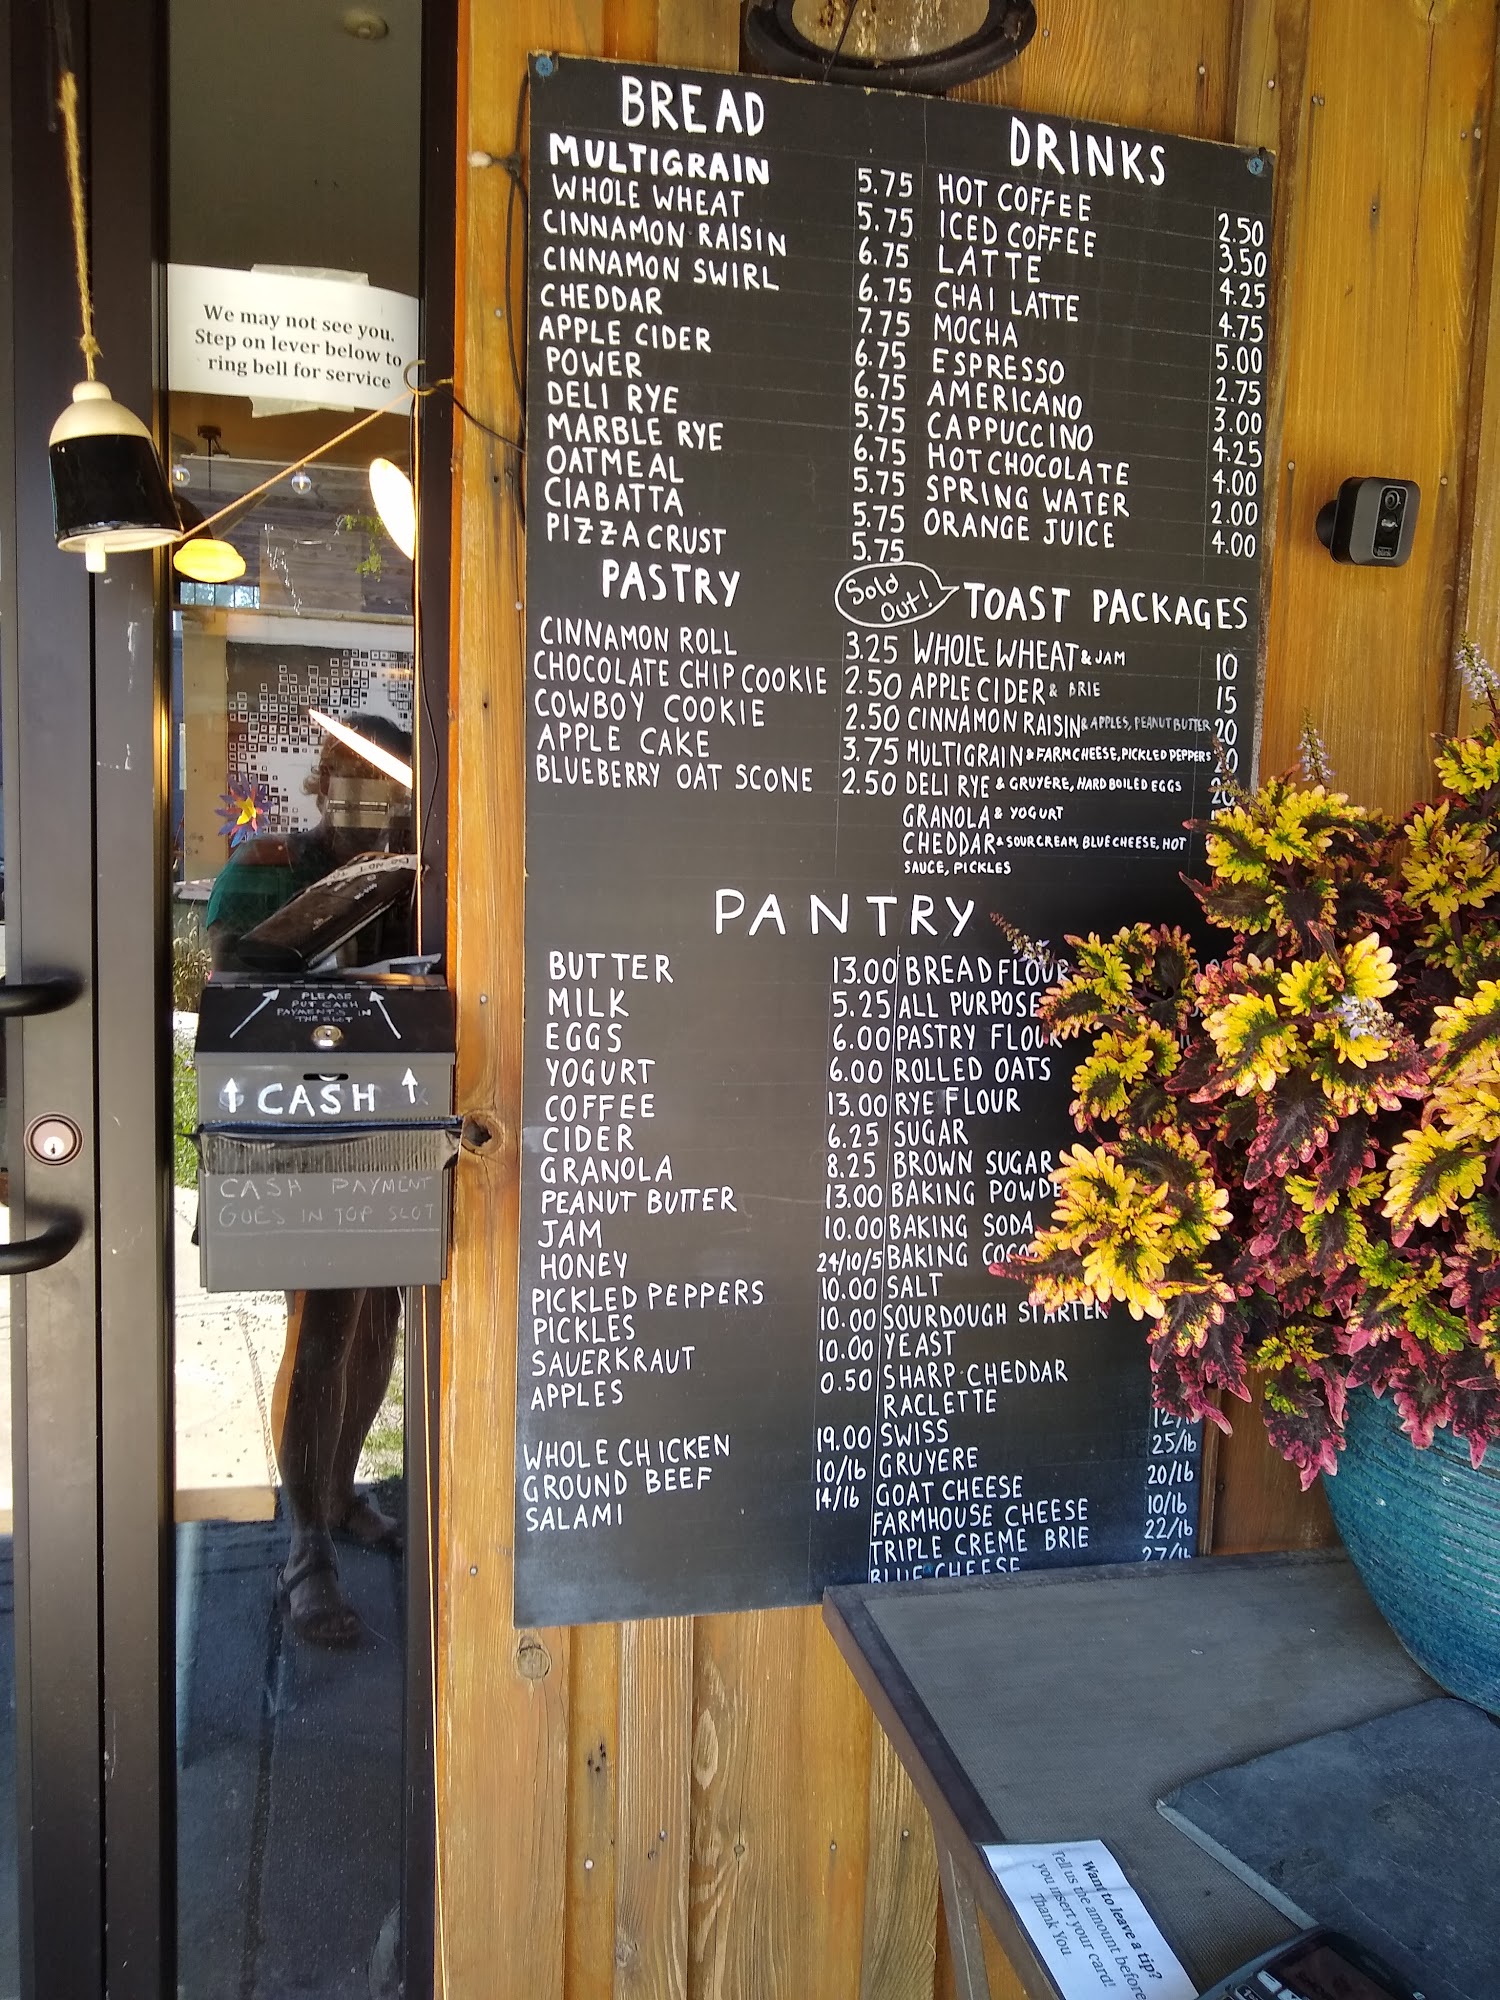 BREAD
MULTIGRAIN 5.75
WHOLE WHEAT 5.75
CINNAMON RAISIN 6.75
CINNAMON SWIRL 6.75
CHEDDAR 7.75
APPLE CIDER 6.75
POWER 6.75
DELI RYE 5.75
MARBLE RYE 6.75
OATMEAL 5.75
CIABATTA 5.75
PIZZA CRUST 5.75
DRINKS
HOT COFFEE 2.50
ICED COFFEE 3.50
LATTE 4.25
CHAI LATTE 4.75
MOCHA 5.00
ESPRESSO 2.75
AMERICANO 3.00
CAPPUCCINO 4.25
HOT CHOCOLATE 4.00
SPRING WATER 2.00
ORANGE JUICE 4.00
PASTRY
CINNAMON ROLL 3.25
CHOCOLATE CHIP COOKIE 2.50
COWBOY COOKIE 2.50
APPLE CAKE 3.75
BLUEBERRY OAT SCONE 2.50
Sold
Out!
TOAST PACKAGES
WHOLE WHEAT & JAM 10
APPLE CIDER & BRIE 15
CINNAMON RAISIN & APPLES, PEANUT BUTTER 20
MULTIGRAIN & FARM CHEESE, PICKLED PEPPERS 20
DELI RYE & GRUYERE, HARD BOILED EGGS 20
GRANOLA & YOGURT
CHEDDAR & SOUR CREAM, BLUE CHEESE, HOT
SAUCE, PICKLES
PANTRY
BUTTER 13.00
MILK 5.25
EGGS 6.00
YOGURT 6.00
COFFEE 13.00
CIDER 6.25
GRANOLA 8.25
PEANUT BUTTER 13.00
JAM 10.00
HONEY 24/10/5
PICKLED PEPPERS 10.00
PICKLES 10.00
SAUERKRAUT 10.00
APPLES 0.50
WHOLE CHICKEN 19.00
GROUND BEEF 10/lb
SALAMI 14/lb
BREAD FLOUR
ALL PURPOSE
PASTRY FLOUR
ROLLED OATS
RYE FLOUR
SUGAR
BROWN SUGAR
BAKING POWDE
BAKING SODA
BAKING COCO
SALT
SOURDOUGH STARTER
YEAST
SHARP CHEDDAR
RACLETTE
SWISS 12/lb
GRUYERE 25/lb
GOAT CHEESE 20/lb
FARMHOUSE CHEESE 10/lb
TRIPLE CREME BRIE 22/lb
BLUE CHEESE 27/lb
We may not see you.
Step on lever below to
ring bell for service
PLEASE
PUT CASH
PAYMENTS IN
THE SLOT
CASH
CASH PAYMENT
GOES IN TOP SLOT
Want to leave a tip?
Tell us the amount before
you insert your card!
Thank You